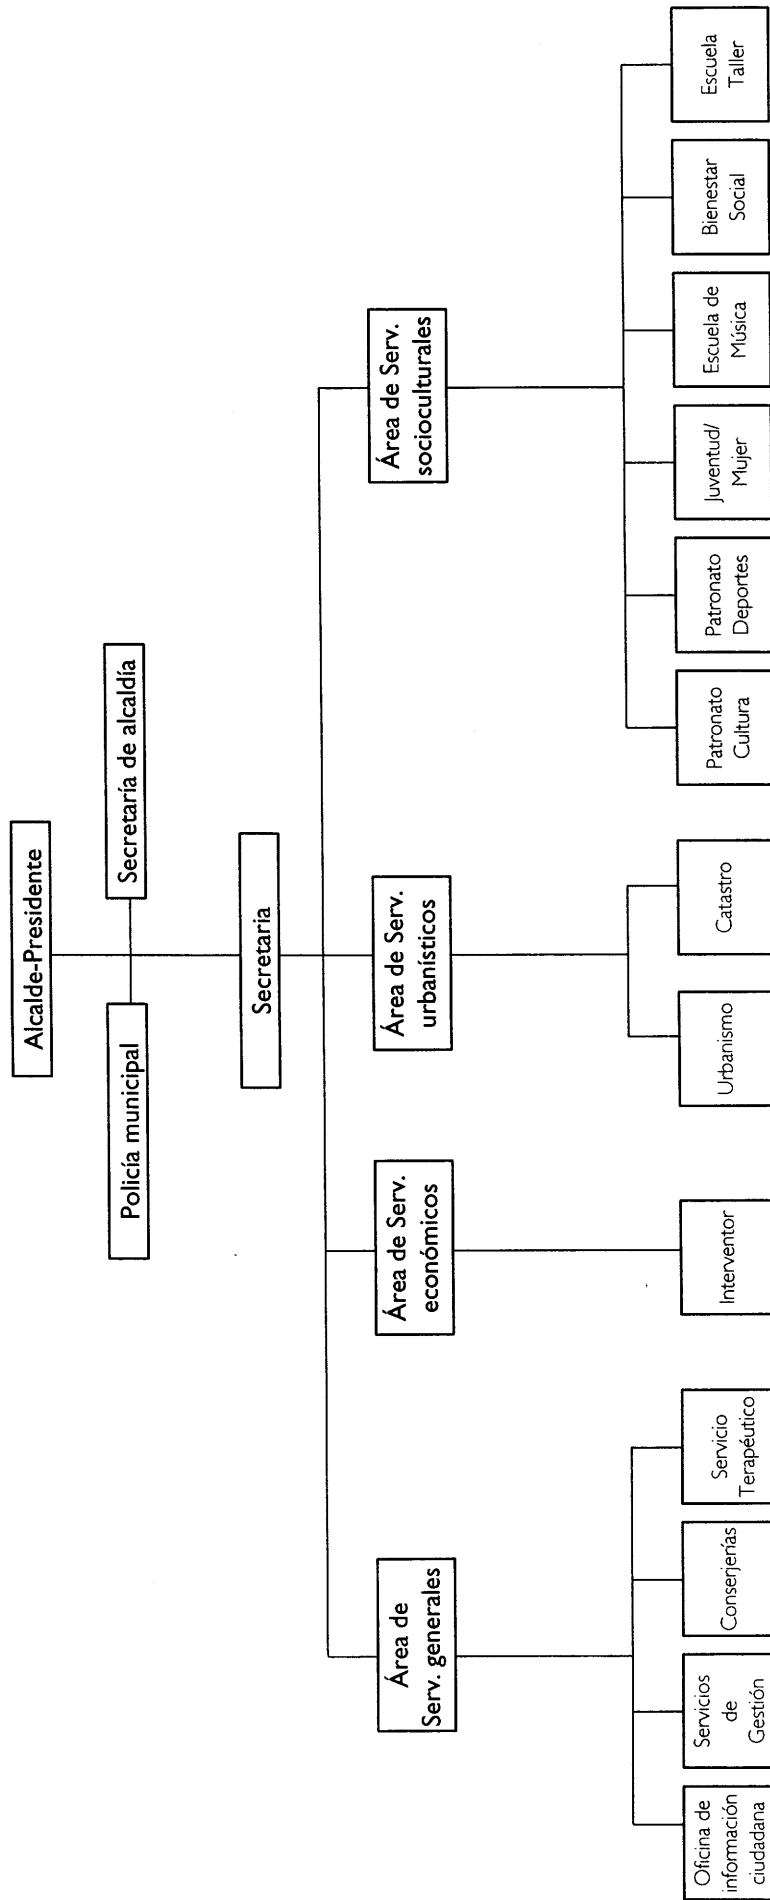 Alcalde-Presidente
Policía municipal
Secretaría de alcaldía
Secretaria
Área de
Serv. generales
Área de Serv.
económicos
Área de Serv.
urbanísticos
Área de Serv.
socioculturales
Oficina de
información
ciudadana
Servicios
de
Gestión
Conserjerías
Servicio
Terapéutico
Interventor
Urbanismo
Catastro
Patronato
Cultura
Patronato
Deportes
Juventud/
Mujer
Escuela de
Música
Bienestar
Social
Escuela
Taller